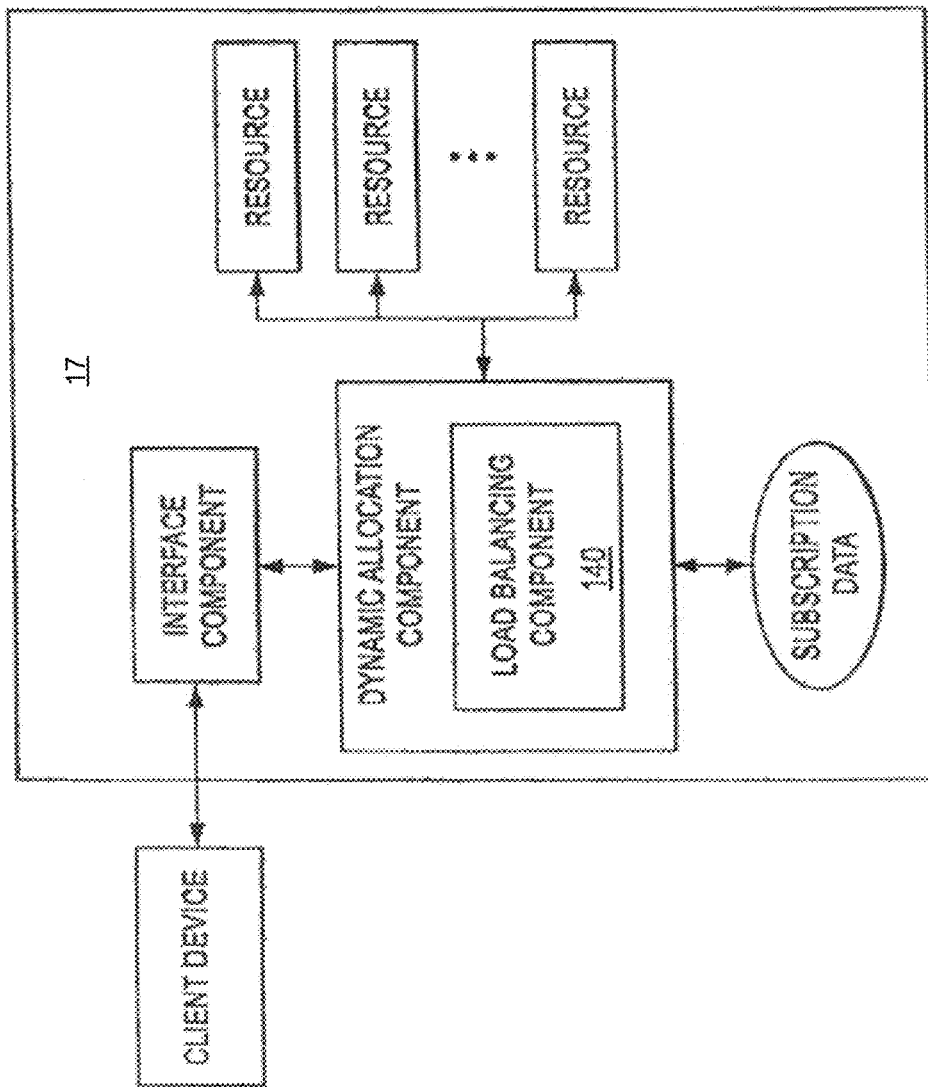 17
CLIENT DEVICE
INTERFACE
COMPONENT
DYNAMIC ALLOCATION
COMPONENT
LOAD BALANCING
COMPONENT
140
SUBSCRIPTION
DATA
RESOURCE
RESOURCE
RESOURCE